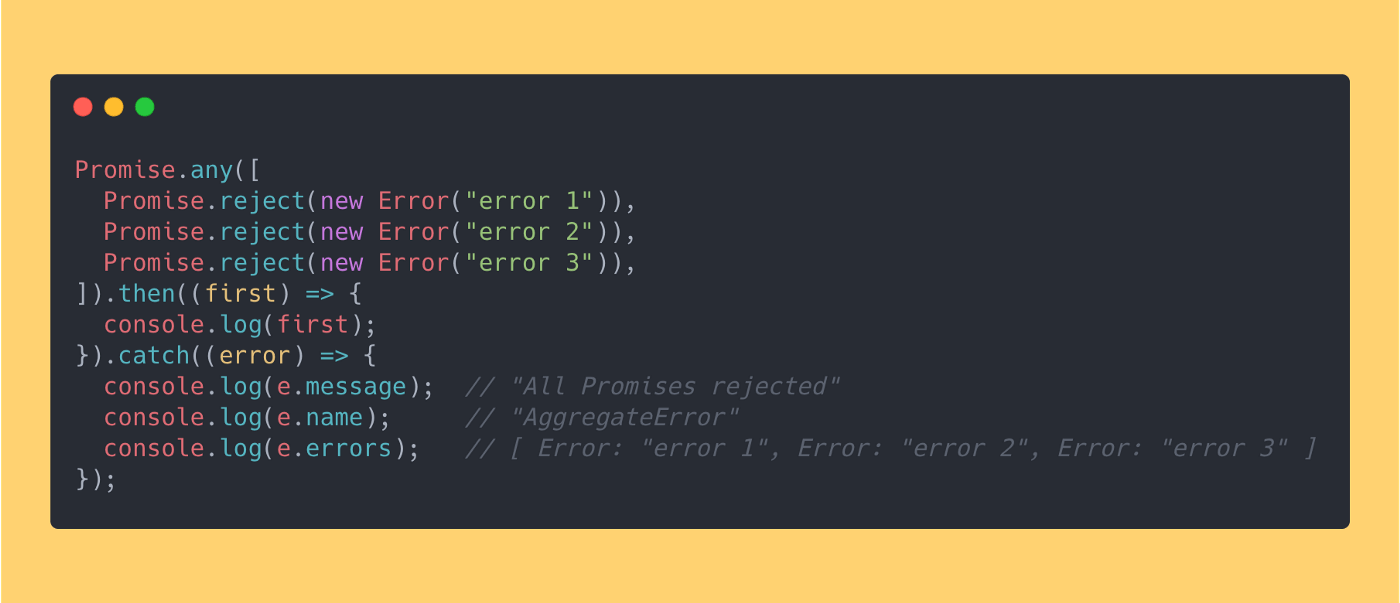 Promise.any([
  Promise.reject(new Error("error 1")),
  Promise.reject(new Error("error 2")),
  Promise.reject(new Error("error 3")),
]).then((first) => {
  console.log(first);
}).catch((error) => {
  console.log(e.message);  // "All Promises rejected"
  console.log(e.name);     // "AggregateError"
  console.log(e.errors);   // [ Error: "error 1", Error: "error 2", Error: "error 3" ]
});